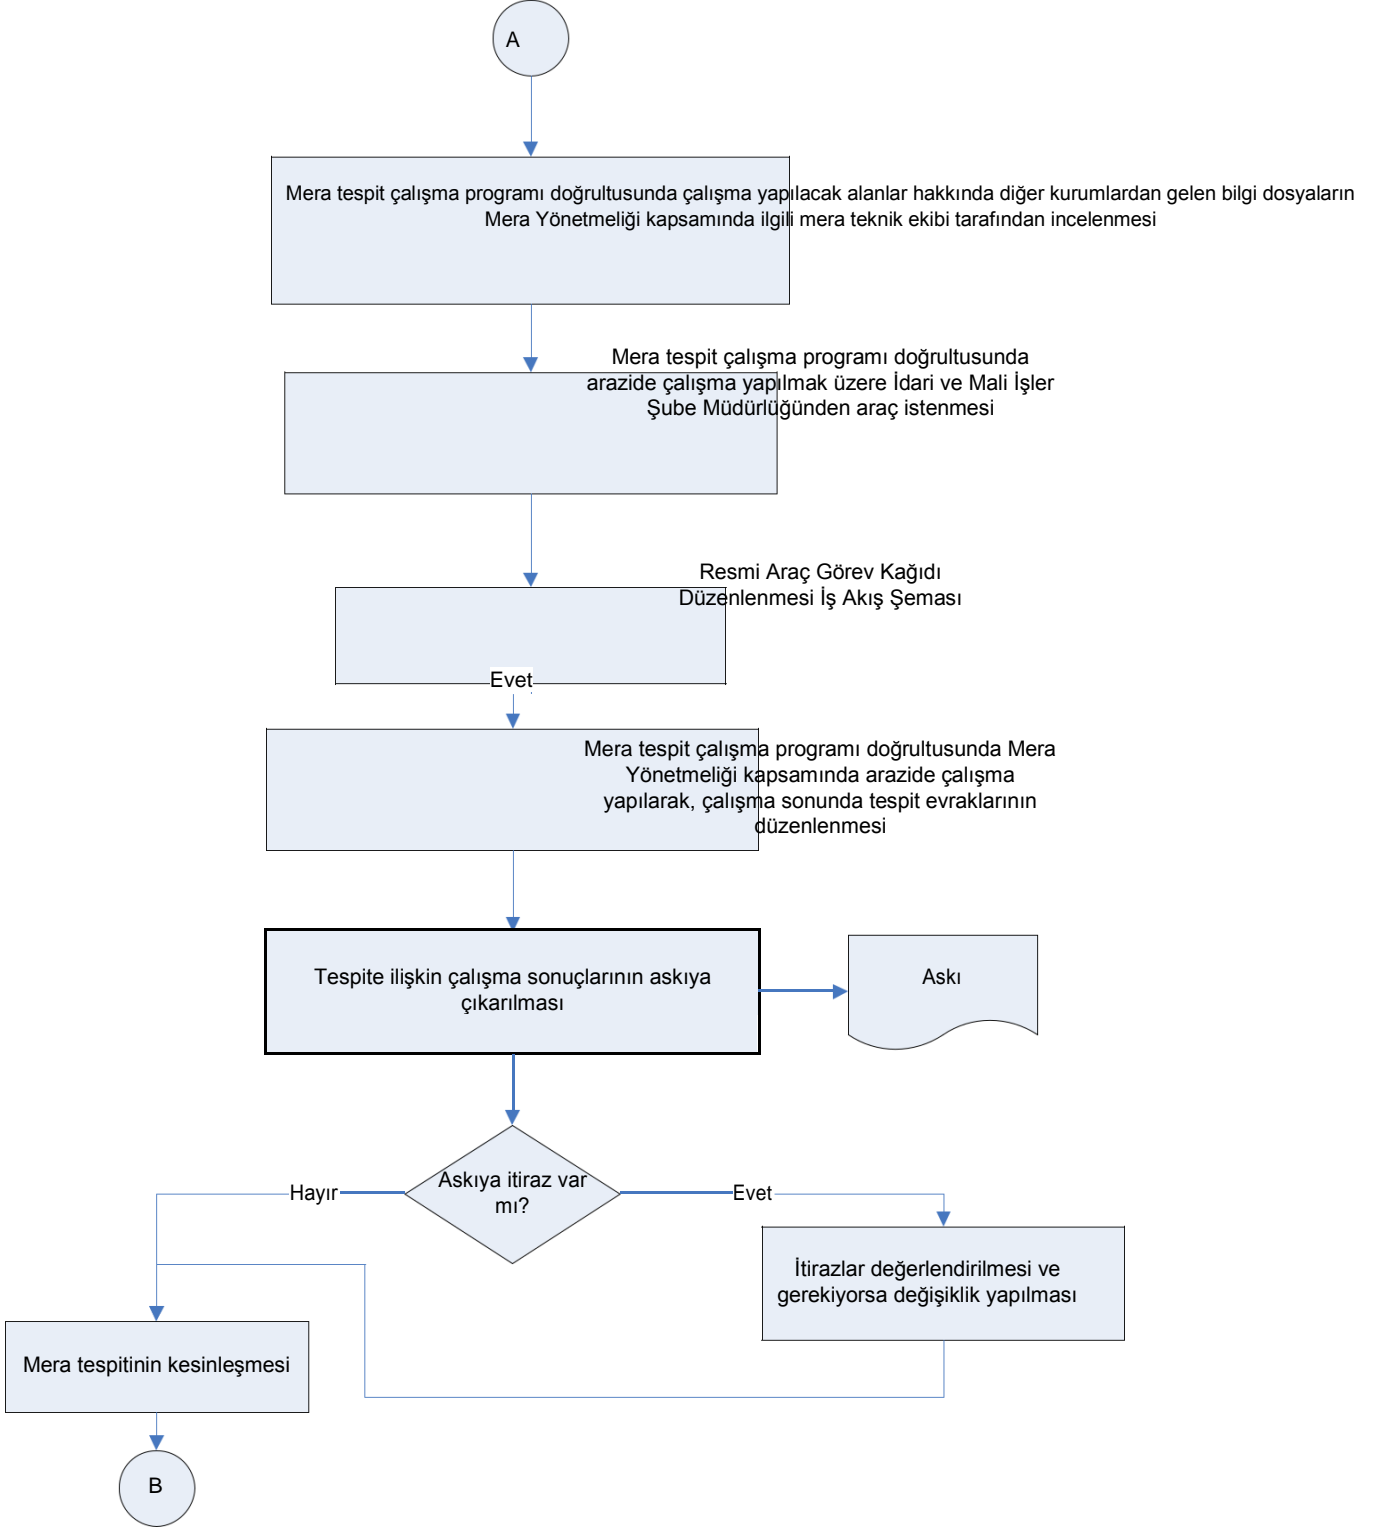 A
Mera tespit çalışma programı doğrultusunda çalışma yapılacak alanlar hakkında diğer kurumlardan gelen bilgi dosyaların
Mera Yönetmeliği kapsamında ilgili mera teknik ekibi tarafından incelenmesi
Mera tespit çalışma programı doğrultusunda
arazide çalışma yapılmak üzere İdari ve Mali İşler
Şube Müdürlüğünden araç istenmesi
Resmi Araç Görev Kağıdı
Düzenlenmesi İş Akış Şeması
Evet
Mera tespit çalışma programı doğrultusunda Mera
Yönetmeliği kapsamında arazide çalışma
yapılarak, çalışma sonunda tespit evraklarının
düzenlenmesi
Tespite ilişkin çalışma sonuçlarının askıya
çıkarılması
Askı
Askıya itiraz var
mı?
Hayır
Evet
İtirazlar değerlendirilmesi ve
gerekiyorsa değişiklik yapılması
Mera tespitinin kesinleşmesi
B